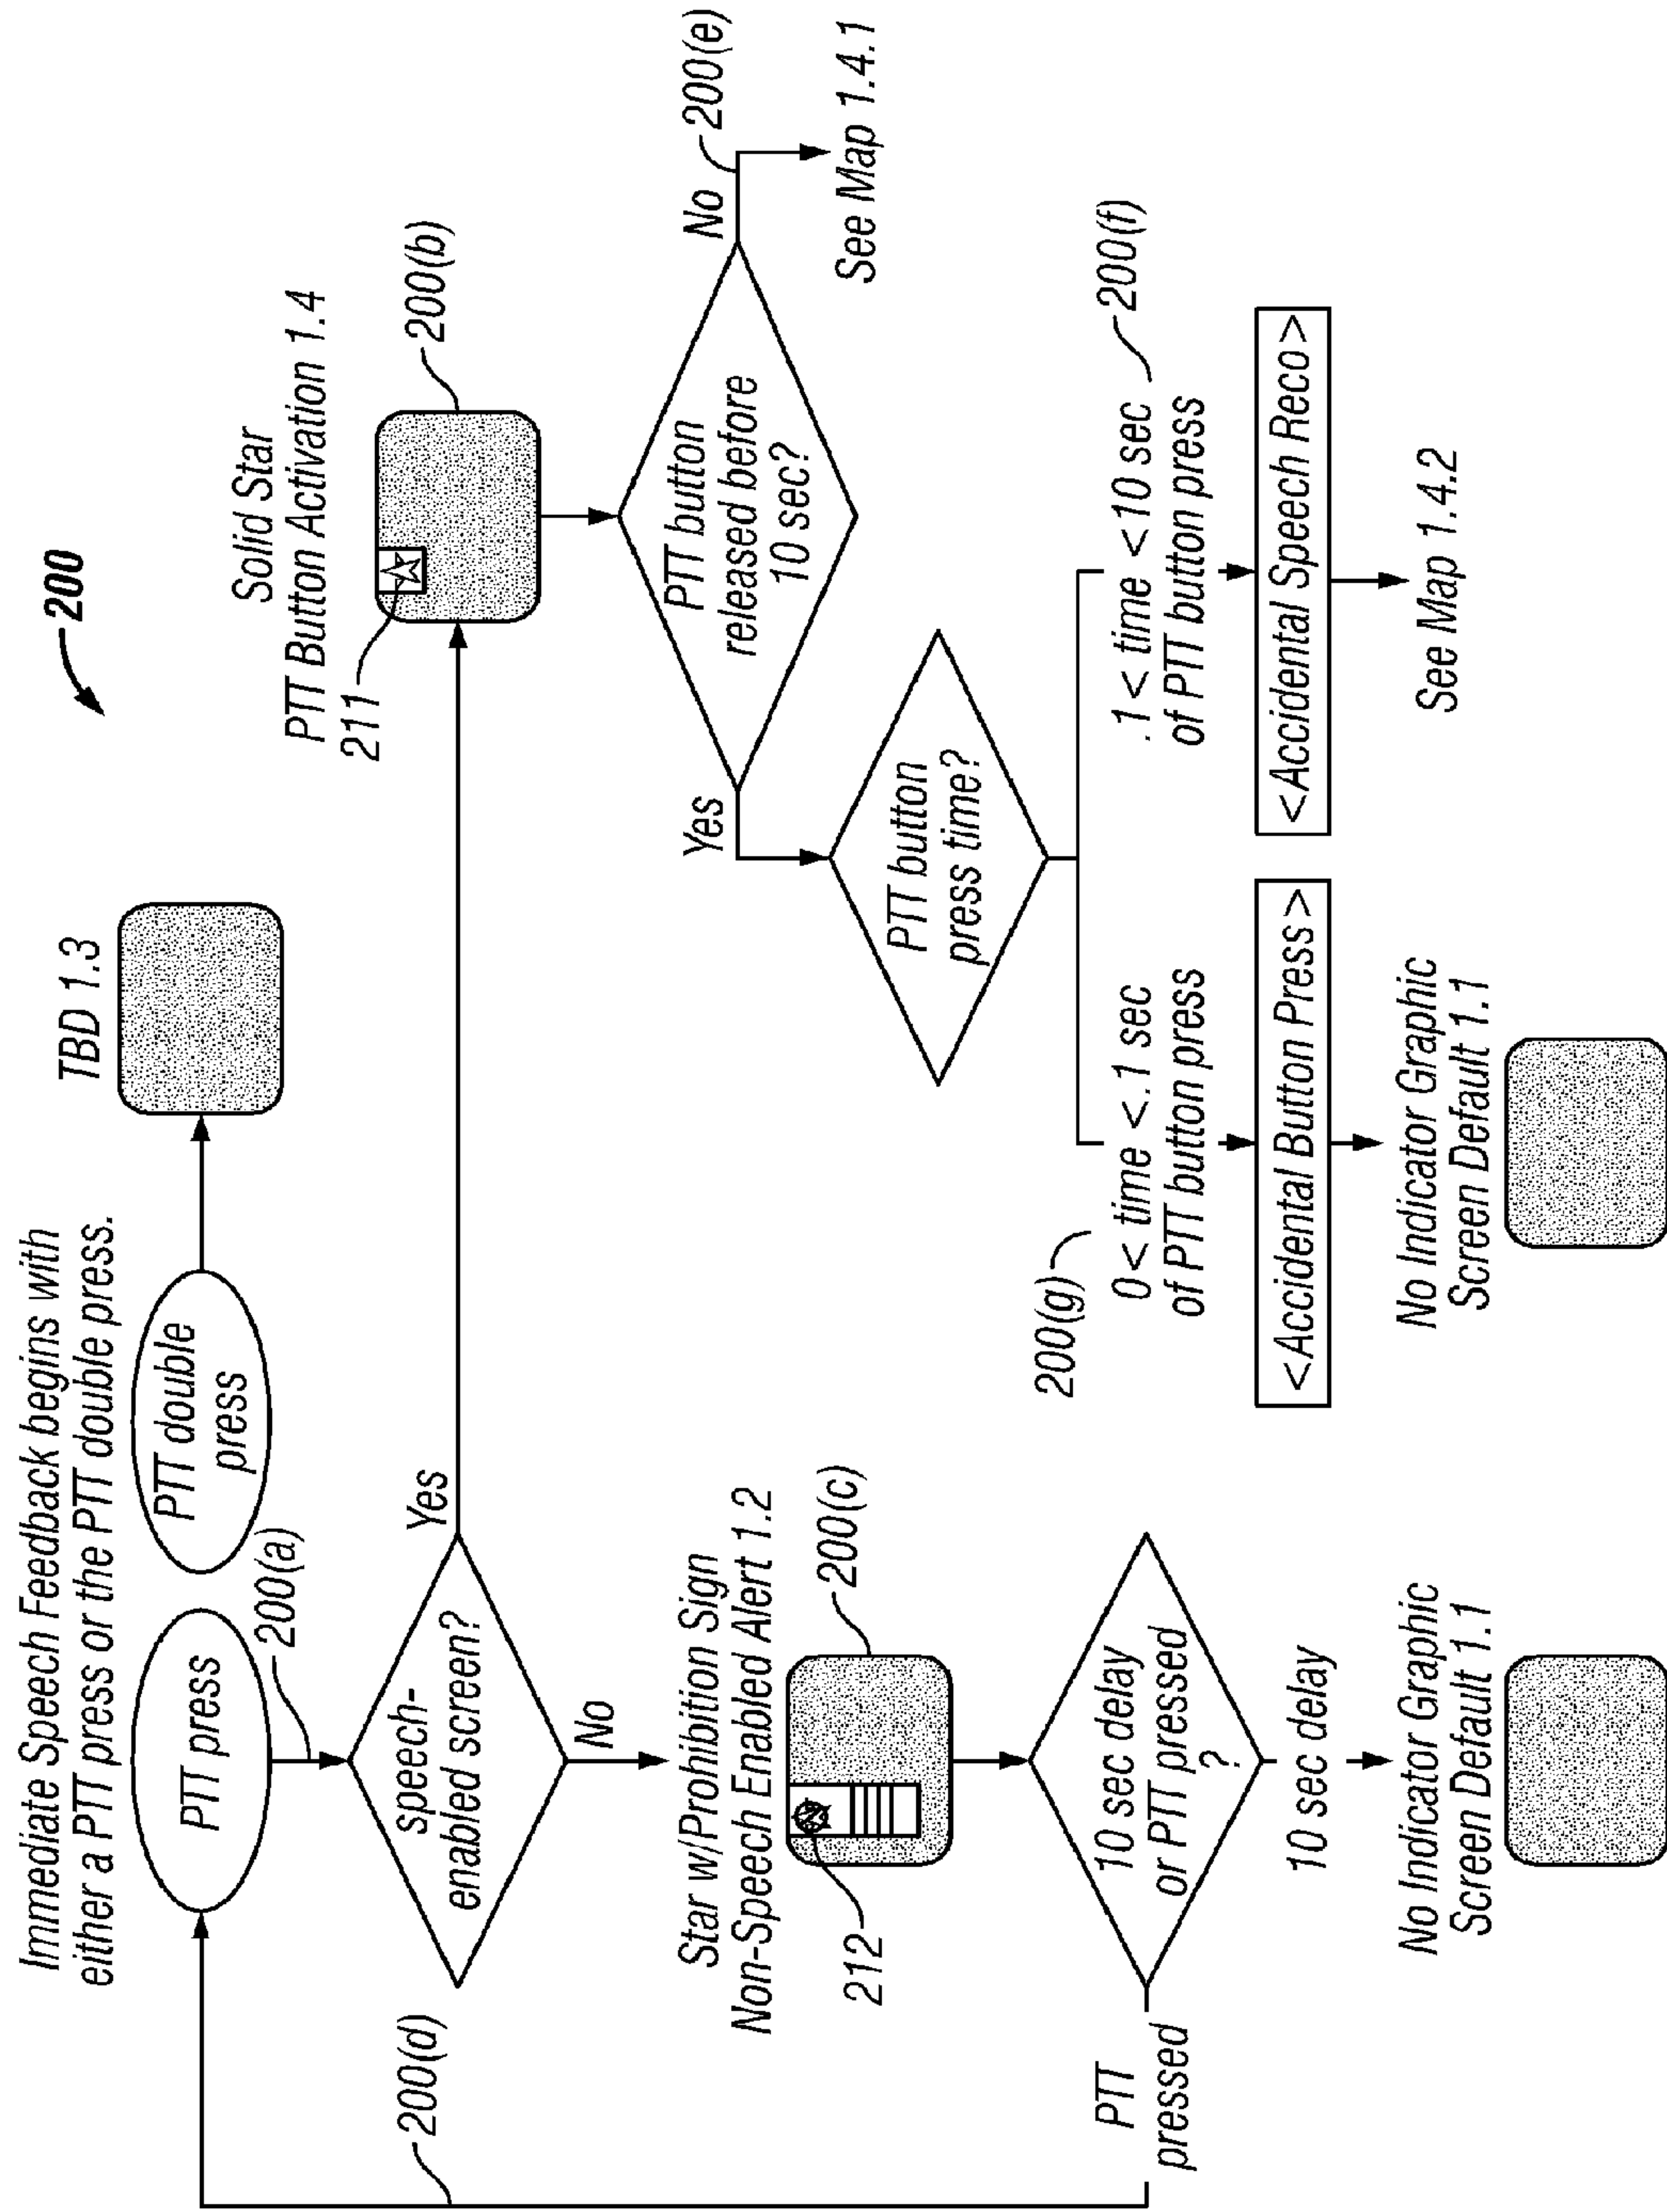 200
Immediate Speech Feedback begins with
either a PTT press or the PTT double press.
PTT press
PTT double
press
TBD 1.3
200(a)
200(d)
speech-
enabled screen?
Yes
No
Solid Star
PTT Button Activation 1.4
211
200(b)
Star w/Prohibition Sign
Non-Speech Enabled Alert 1.2
212
200(c)
PTT button
released before
10 sec?
Yes
No
200(e)
See Map 1.4.1
PTT button
press time?
10 sec delay
or PTT pressed
?
PTT
pressed
10 sec delay
No Indicator Graphic
Screen Default 1.1
200(g)
0 < time <.1 sec
of PTT button press
<Accidental Button Press>
No Indicator Graphic
Screen Default 1.1
.1 < time <10 sec
of PTT button press
200(f)
<Accidental Speech Reco>
See Map 1.4.2